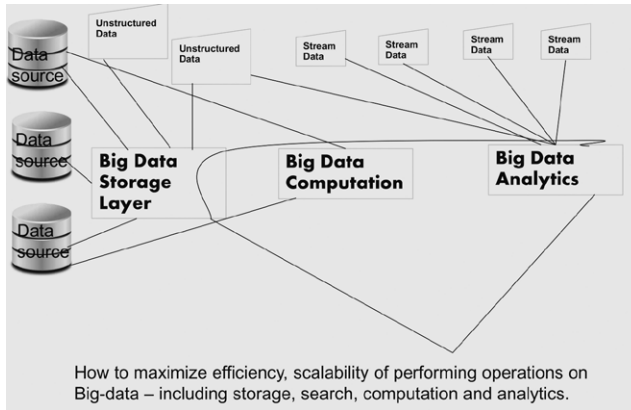 Unstructured
Data
Unstructured
Data
Stream
Data
Stream
Data
Stream
Data
Stream
Data
Data
source
Data
source
Data
source
Big Data
Storage
Layer
Big Data
Computation
Big Data
Analytics
How to maximize efficiency, scalability of performing operations on
Big-data – including storage, search, computation and analytics.